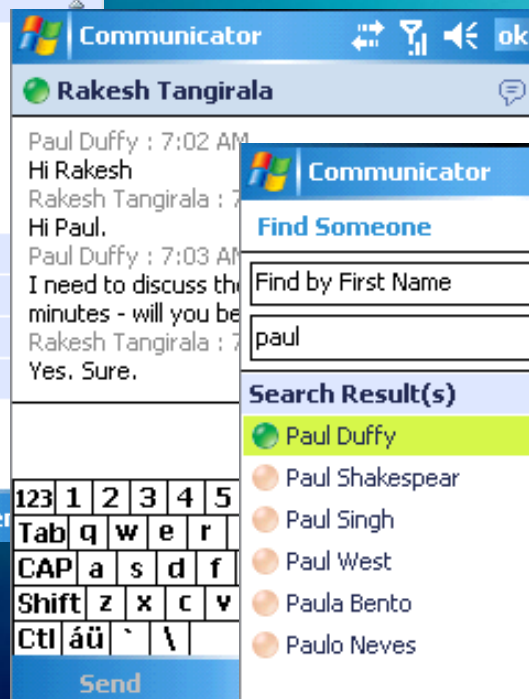 Communicator
ok
Rakesh Tangirala
Paul Duffy : 7:02 AM
Hi Rakesh
Rakesh Tangirala : 7
Hi Paul.
Paul Duffy : 7:03 AM
I need to discuss the
minutes - will you be
Rakesh Tangirala : 7
Yes. Sure.
123 1 2 3 4 5
Tab q w e r
CAP a s d f
Shift z x c v
Ctl áü ` \
Send
Communicator
Find Someone
Find by First Name
paul
Search Result(s)
Paul Duffy
Paul Shakespear
Paul Singh
Paul West
Paula Bento
Paulo Neves